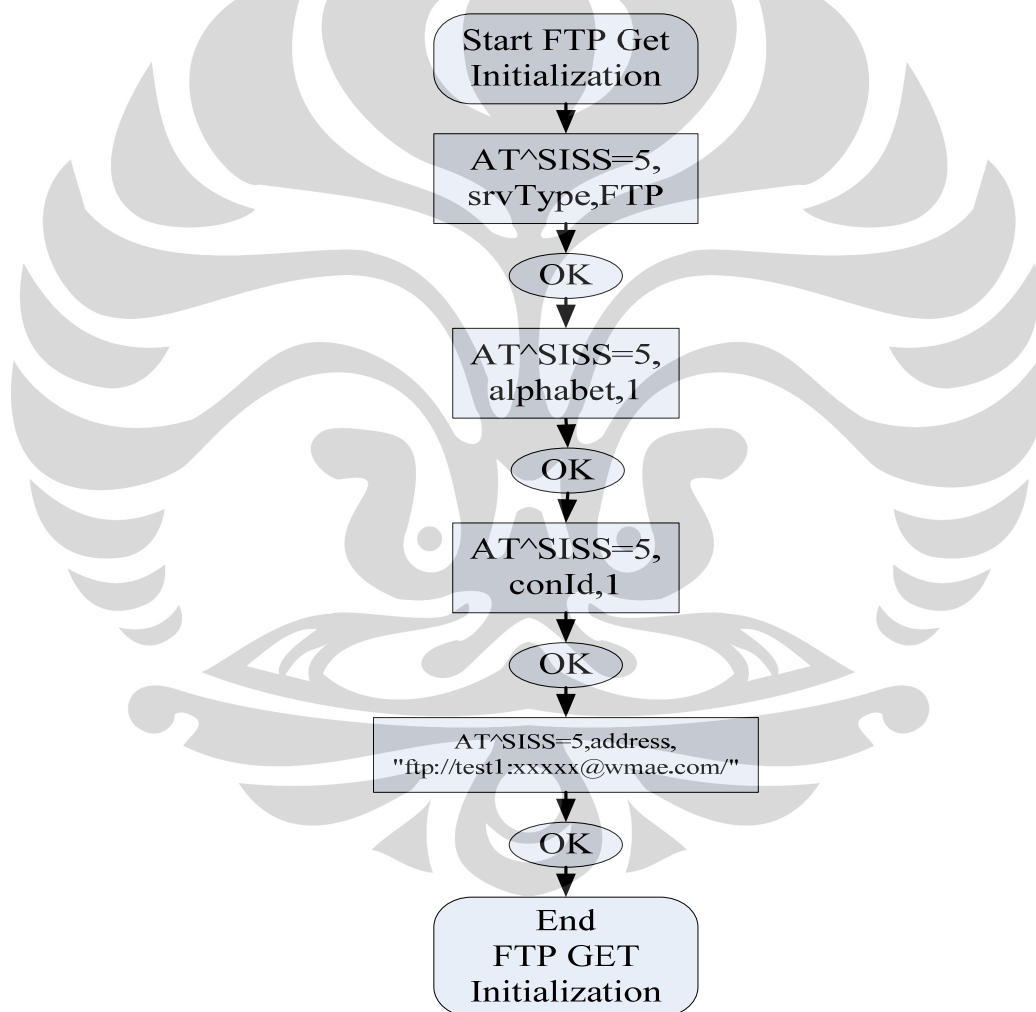 Start FTP Get
Initialization
AT^SISS=5,
srvType,FTP
OK
AT^SISS=5,
alphabet,1
OK
AT^SISS=5,
conId,1
OK
AT^SISS=5,address,
"ftp://test1:xxxxx@wmae.com/"
OK
End
FTP GET
Initialization